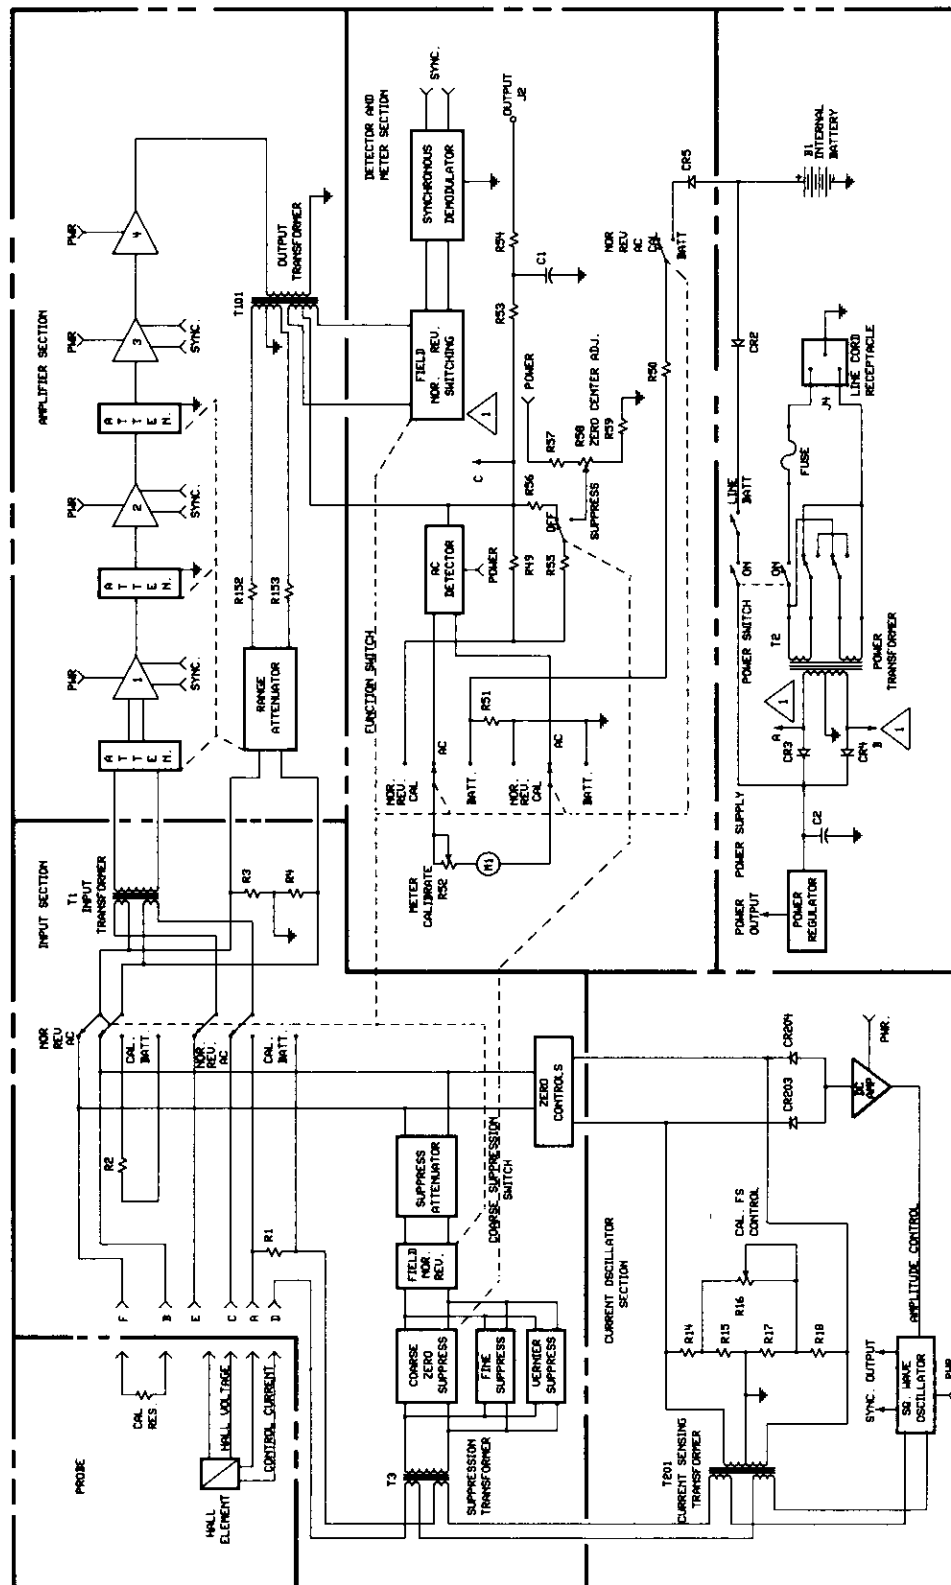 PROBE
HALL
ELEMENT
HALL VOLTAGE
CONTROL CURRENT
CAL
RES.
F
B
E
C
A
D
INPUT SECTION
T1
INPUT
TRANSFORMER
NOR
REV
AC
CAL.
BATT.
NOR
REV.
AC
CAL.
BATT.
R1
R2
R3
R4
AMPLIFIER SECTION
ATTEN.
PWR
1
SYNC.
ATTEN.
PWR
2
SYNC.
ATTEN.
PWR
3
SYNC.
PWR
4
RANGE
ATTENUATOR
R152
R153
T101
OUTPUT
TRANSFORMER
DETECTOR AND
METER SECTION
FIELD
NOR. REV.
SWITCHING
1
SYNCHRONOUS
DEMODULATOR
SYNC.
FUNCTION SWITCH
AC
DETECTOR
POWER
C
R49
R55
R56
OFF
SUPPRESS
R57
R58
ZERO CENTER ADJ.
R59
POWER
R53
C1
R54
OUTPUT
J2
NOR.
REV.
CAL
AC
BATT.
R51
NOR.
REV.
CAL
AC
BATT.
METER
CALIBRATE
R52
M1
R50
NOR
REV
AC
CAL
BATT
CR5
POWER SUPPLY
POWER
OUTPUT
POWER
REGULATOR
C2
CR3
CR4
A
1
B
1
POWER SWITCH
ON
LINE
BATT
ON
T2
POWER
TRANSFORMER
CR2
FUSE
J4
LINE CORD
RECEPTACLE
B1
INTERNAL
BATTERY
T3
SUPPRESSION
TRANSFORMER
COARSE
ZERO
SUPPRESS
FINE
SUPPRESS
VERNIER
SUPPRESS
FIELD
NOR.
REV.
SUPPRESS
ATTENUATOR
COARSE SUPPRESSION
SWITCH
ZERO
CONTROLS
CURRENT OSCILLATOR
SECTION
T201
CURRENT SENSING
TRANSFORMER
R14
R15
R16
R17
R18
CAL. FS
CONTROL
CR203
CR204
DC
AMP
PWR.
AMPLITUDE CONTROL
SYNC. OUTPUT
SQ. WAVE
OSCILLATOR
PWR